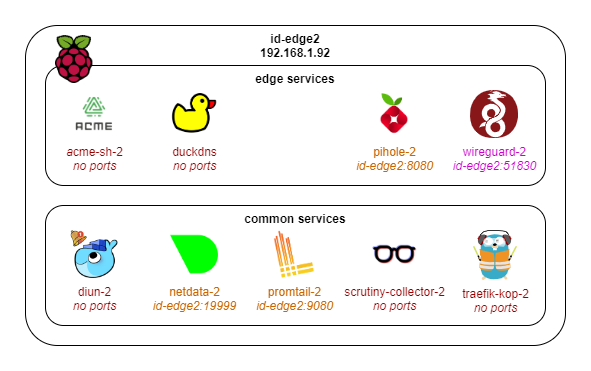 id-edge2
192.168.1.92
edge services
ACME
acme-sh-2
no ports
duckdns
no ports
pihole-2
id-edge2:8080
wireguard-2
id-edge2:51830
common services
diun-2
no ports
netdata-2
id-edge2:19999
promtail-2
id-edge2:9080
scrutiny-collector-2
no ports
traefik-kop-2
no ports